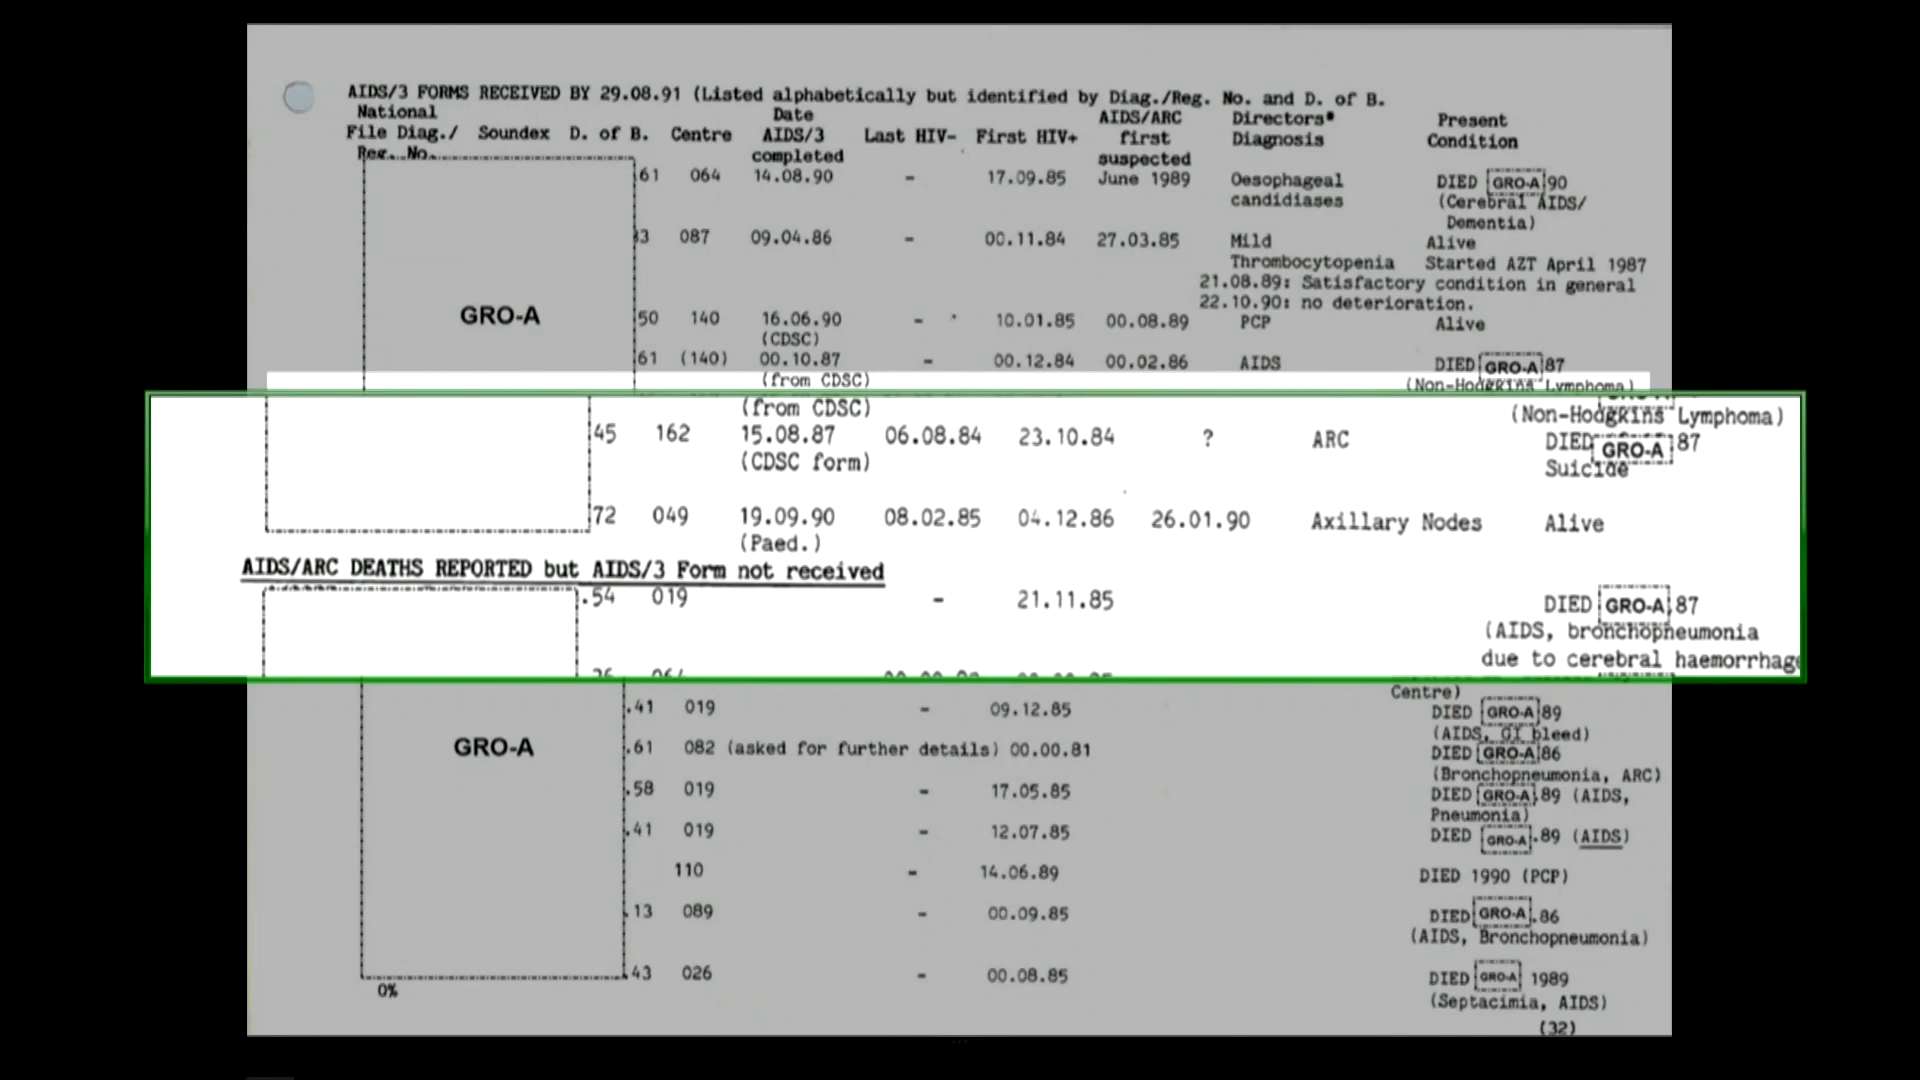 AIDS/3 FORMS RECEIVED BY 29.08.91 (Listed alphabetically but identified by Diag./Reg. No. and D. of B.
National Date AIDS/ARC Directors* Present
File Diag./ Soundex D. of B. Centre AIDS/3 Last HIV- First HIV+ first Diagnosis Condition
Reg. No. completed suspected
61 064 14.08.90 - 17.09.85 June 1989 Oesophageal DIED GRO-A 90
candidiases (Cerebral AIDS/
Dementia)
3 087 09.04.86 - 00.11.84 27.03.85 Mild Alive
Thrombocytopenia Started AZT April 1987
21.08.89: Satisfactory condition in general
22.10.90: no deterioration.
GRO-A
50 140 16.06.90 - 10.01.85 00.08.89 PCP Alive
(CDSC)
61 (140) 00.10.87 - 00.12.84 00.02.86 AIDS DIED GRO-A 87
(from CDSC) (Non-Hodgkins Lymphoma)
(from CDSC) (Non-Hodgkins Lymphoma)
45 162 15.08.87 06.08.84 23.10.84 ? ARC DIED GRO-A 87
(CDSC form) Suicide
72 049 19.09.90 08.02.85 04.12.86 26.01.90 Axillary Nodes Alive
(Paed.)
AIDS/ARC DEATHS REPORTED but AIDS/3 Form not received
.54 019 - 21.11.85 DIED GRO-A 87
(AIDS, bronchopneumonia
due to cerebral haemorrhage
Centre)
.41 019 - 09.12.85 DIED GRO-A 89
(AIDS, GI bleed)
GRO-A
.61 082 (asked for further details) 00.00.81 DIED GRO-A 86
(Bronchopneumonia, ARC)
.58 019 - 17.05.85 DIED GRO-A .89 (AIDS,
Pneumonia)
.41 019 - 12.07.85 DIED GRO-A .89 (AIDS)
110 - 14.06.89 DIED 1990 (PCP)
.13 089 - 00.09.85 DIED GRO-A .86
(AIDS, Bronchopneumonia)
.43 026 - 00.08.85 DIED GRO-A 1989
0% (Septacimia, AIDS)
(32)